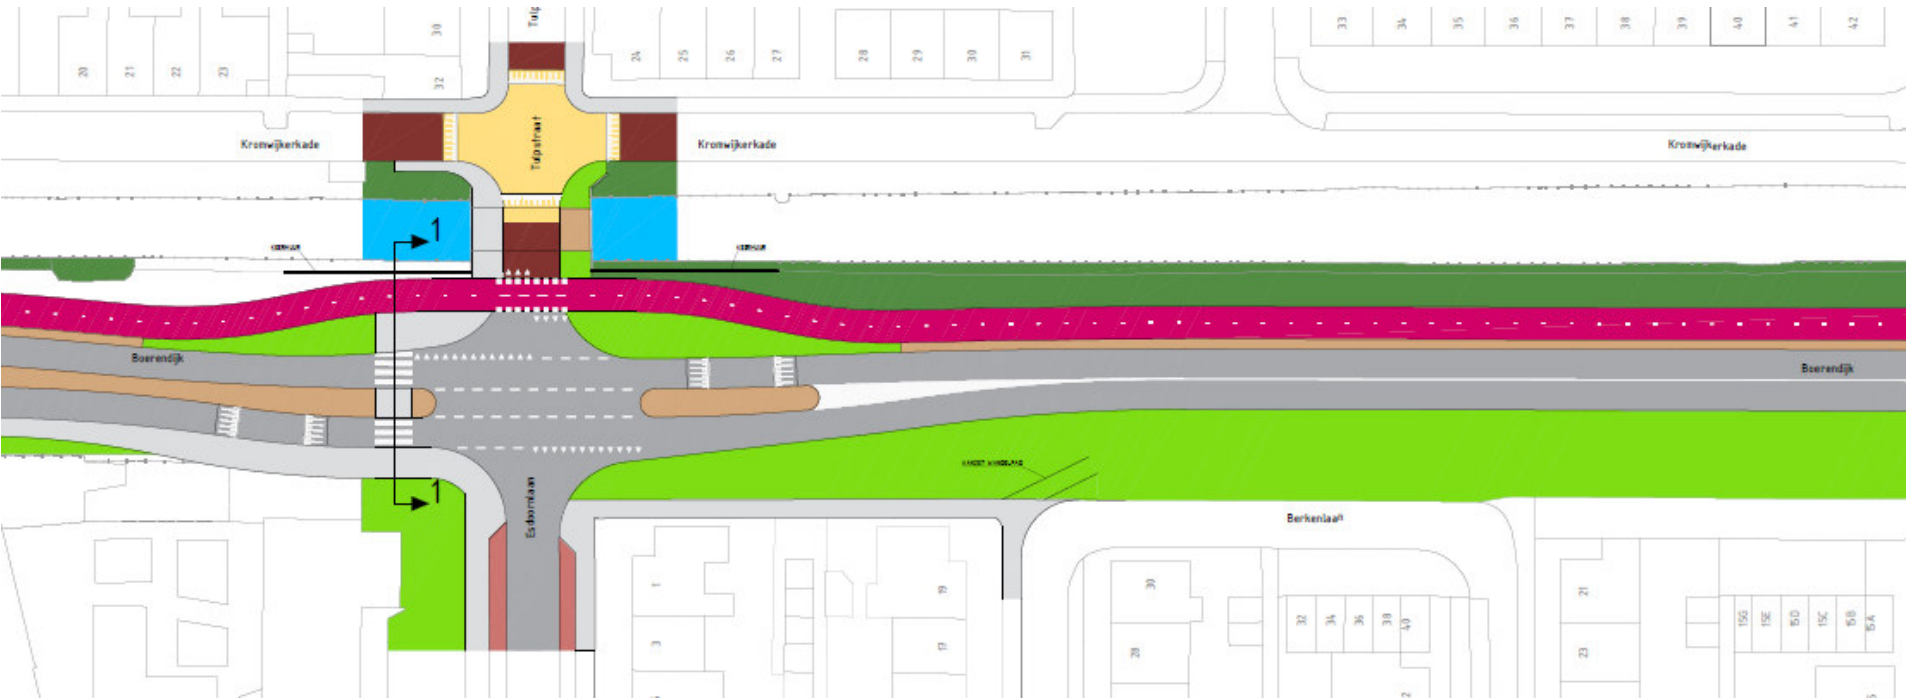 Tulp
30
33
34
35
36
37
38
39
40
41
42
20
21
22
23
32
24
25
26
27
28
29
30
31
Kromwijkerkade
Tulpstraat
Kromwijkerkade
Kromwijkerkade
1
Boerendijk
Boerendijk
1
Esdoornlaan
Berkenlaan
1
19
30
21
32
34
36
38
40
15G
15E
15D
15C
15B
15A
3
17
28
23